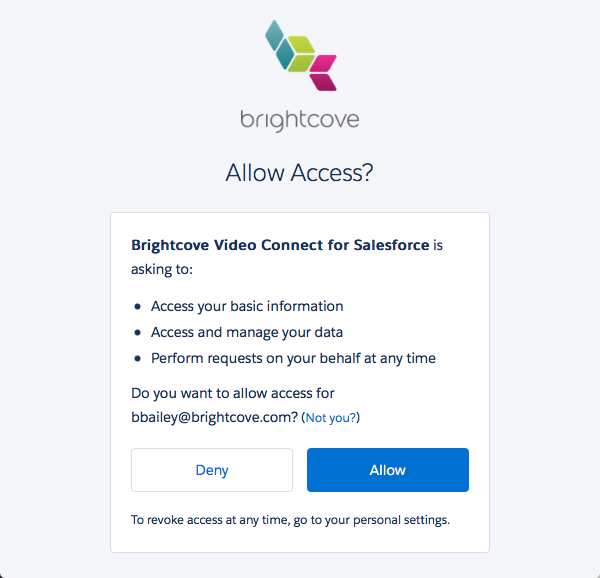 brightcove
Allow Access?
Brightcove Video Connect for Salesforce is
asking to:
• Access your basic information
• Access and manage your data
• Perform requests on your behalf at any time
Do you want to allow access for
bbailey@brightcove.com? (Not you?)
Deny
Allow
To revoke access at any time, go to your personal settings.